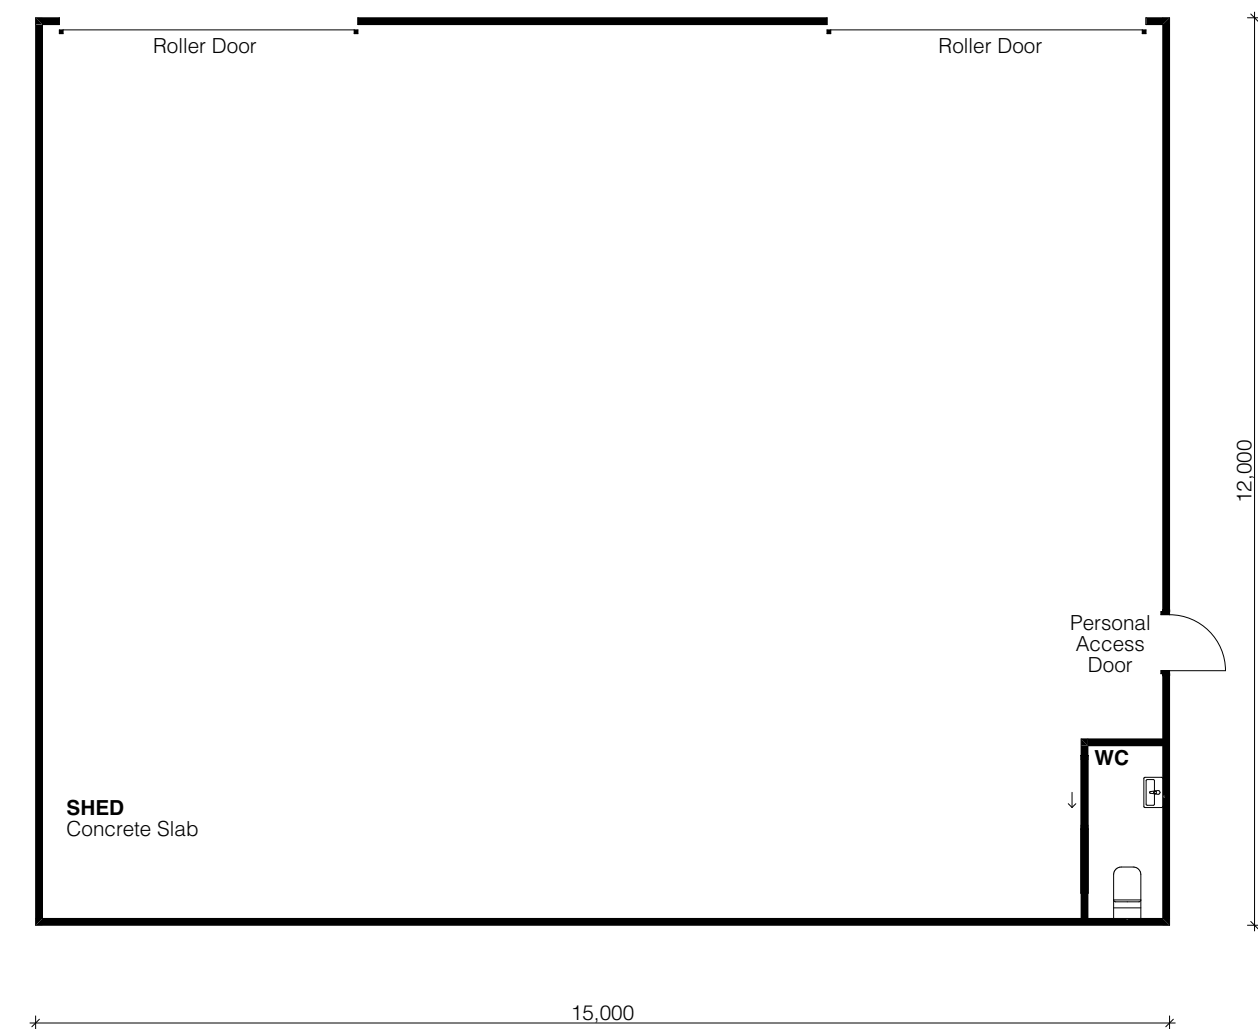 Roller Door
Roller Door
12,000
Personal
Access
Door
WC
SHED
Concrete Slab
15,000